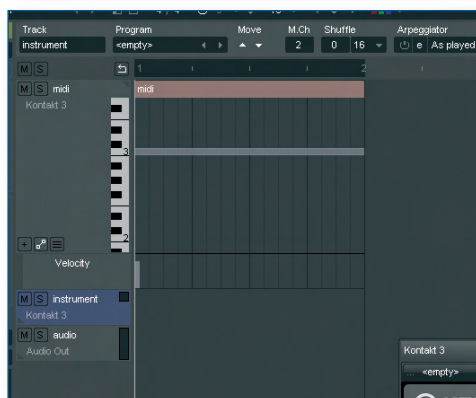 Track Program Move M.Ch Shuffle Arpeggiator
instrument <empty> 2 0 16 e As played
M S 1 2
M S midi midi
Kontakt 3
3
2
Velocity
M S instrument
Kontakt 3
M S audio
Audio Out
Kontakt 3
... <empty>